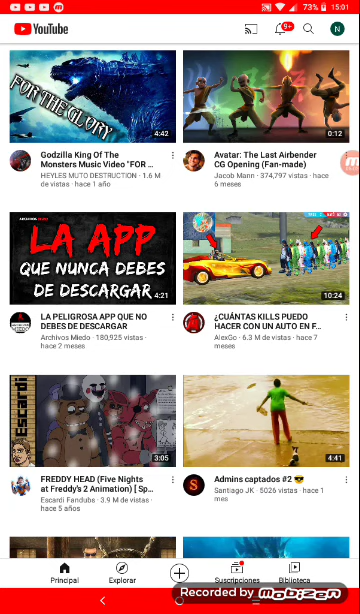 73% 15:01
YouTube
9+
N
FOR THE GLORY
4:42
0:12
Godzilla King Of The
Monsters Music Video "FOR ...
HEYLES MUTO DESTRUCTION · 1.6 M
de vistas · hace 1 año
Avatar: The Last Airbender
CG Opening (Fan-made)
Jacob Mann · 374,797 vistas ·
hace 6 meses
LA APP
QUE NUNCA DEBES
DE DESCARGAR
4:21
10:24
LA PELIGROSA APP QUE NO
DEBES DE DESCARGAR
Archivos Miedo · 180,925 vistas ·
hace 2 meses
¿CUÁNTAS KILLS PUEDO
HACER CON UN AUTO EN F...
AlexGo · 6.3 M de vistas · hace 7
meses
Escardi
3:05
4:41
FREDDY HEAD (Five Nights
at Freddy's 2 Animation) [ Sp...
Escardi Fandubs · 3.9 M de vistas ·
hace 5 años
Admins captados #2 😎
Santiago JK · 5026 vistas · hace 1
mes
Principal
Explorar
Suscripciones
Biblioteca
Recorded by mobizen